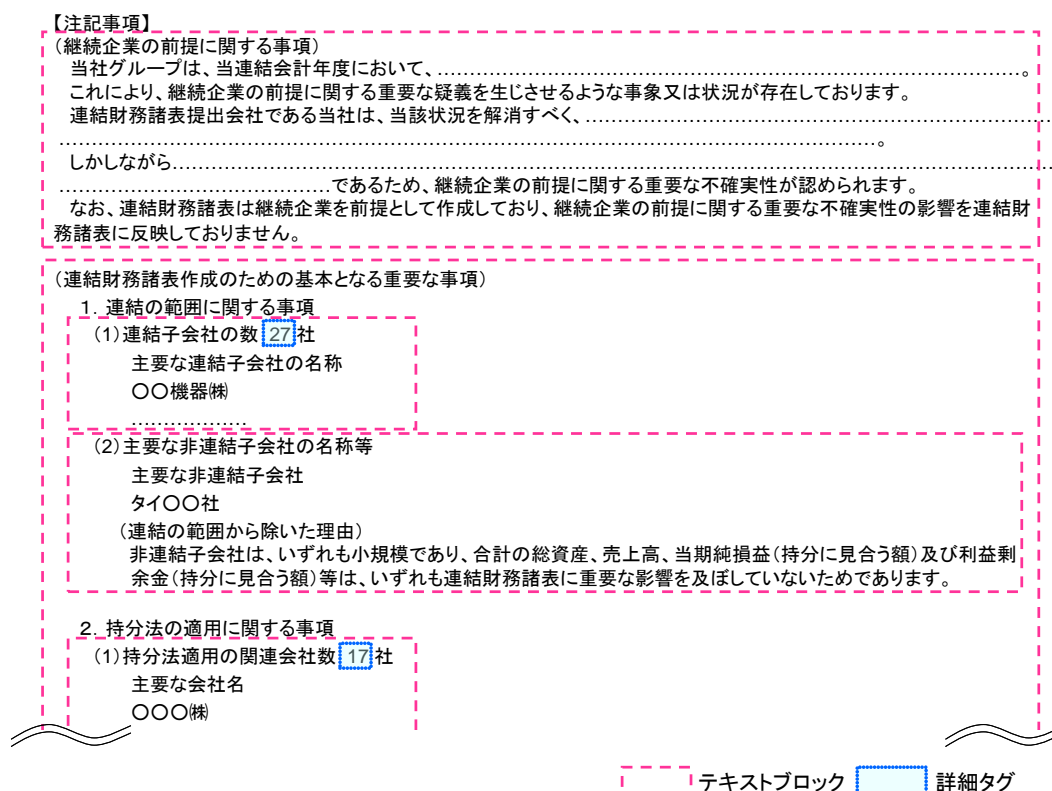 【注記事項】
(継続企業の前提に関する事項)
当社グループは、当連結会計年度において、……………………………………………………………………………。
これにより、継続企業の前提に関する重要な疑義を生じさせるような事象又は状況が存在しております。
連結財務諸表提出会社である当社は、当該状況を解消すべく、……………………………………………………………
……………………………………………………………………………………………………………。
しかしながら……………………………………………………………………………………………………………………
……………………………………であるため、継続企業の前提に関する重要な不確実性が認められます。
なお、連結財務諸表は継続企業を前提として作成しており、継続企業の前提に関する重要な不確実性の影響を連結財
務諸表に反映しておりません。
(連結財務諸表作成のための基本となる重要な事項)
1.連結の範囲に関する事項
(1)連結子会社の数 27 社
主要な連結子会社の名称
〇〇機器㈱
………………
(2)主要な非連結子会社の名称等
主要な非連結子会社
タイ〇〇社
(連結の範囲から除いた理由)
非連結子会社は、いずれも小規模であり、合計の総資産、売上高、当期純損益(持分に見合う額)及び利益剰
余金(持分に見合う額)等は、いずれも連結財務諸表に重要な影響を及ぼしていないためであります。
2.持分法の適用に関する事項
(1)持分法適用の関連会社数 17 社
主要な会社名
〇〇〇㈱
テキストブロック 詳細タグ